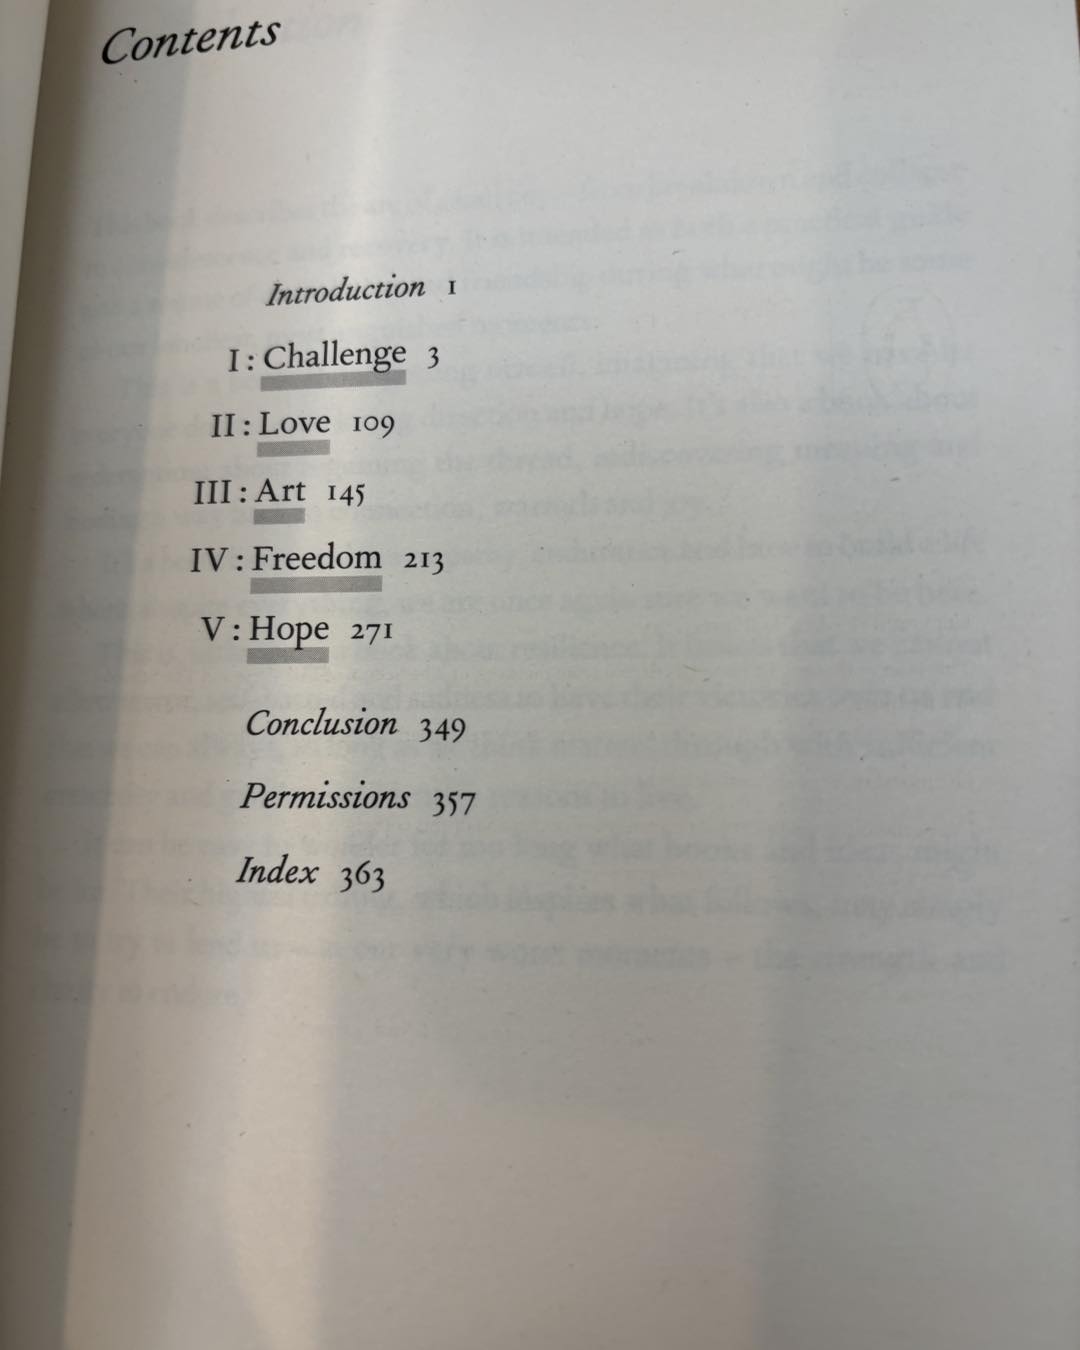 Contents
Introduction 1
I: Challenge 3
II: Love 109
III: Art 145
IV: Freedom 213
V: Hope 271
Conclusion 349
Permissions 357
Index 363